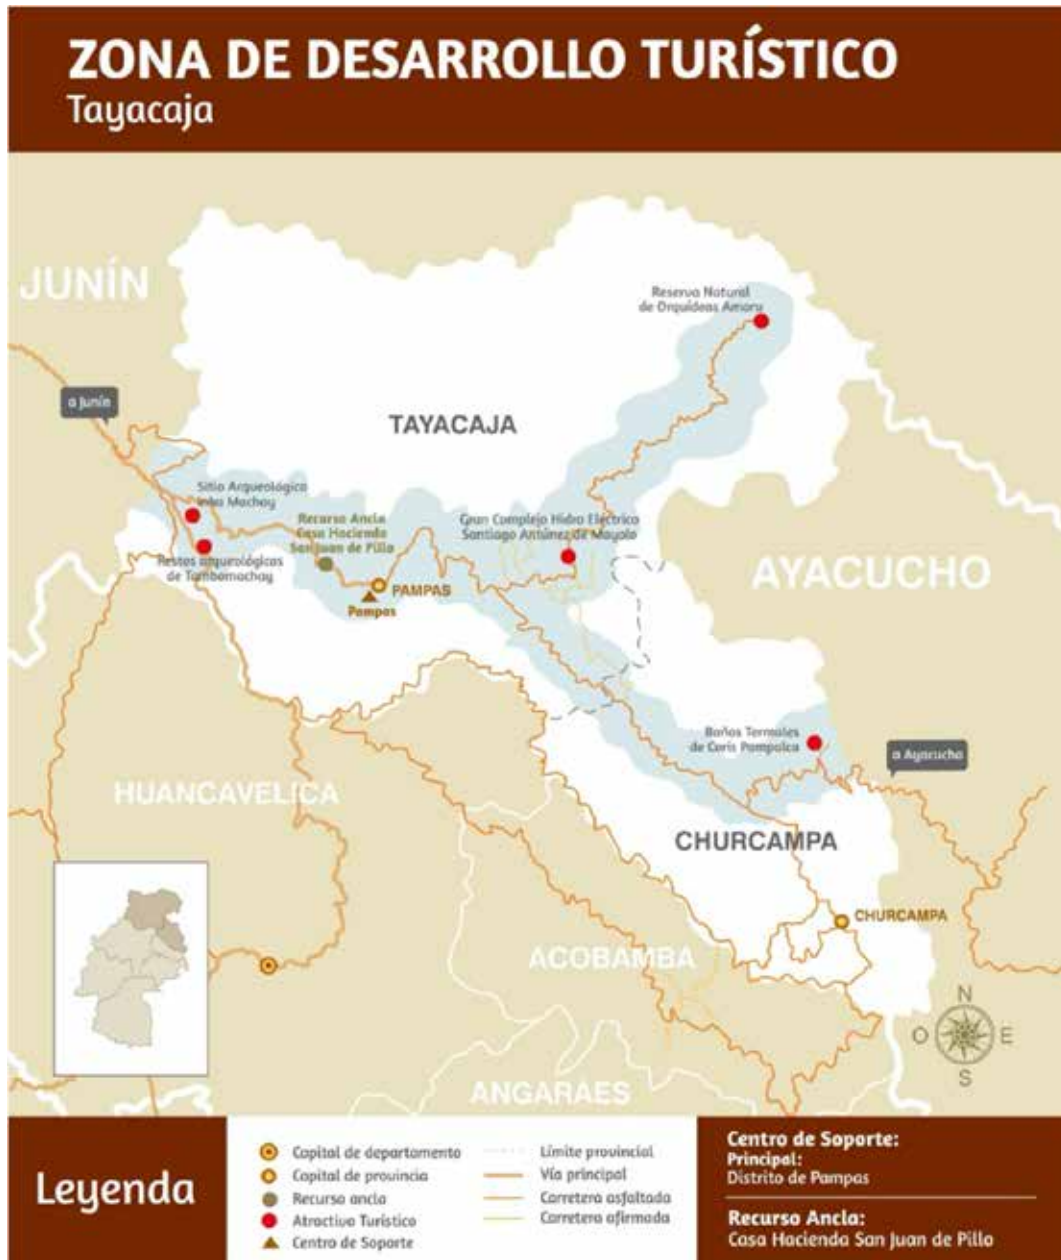 ZONA DE DESARROLLO TURÍSTICO
Tayacaja
JUNÍN
Reserva Natural
de Orquídeas Amaru
a Junín
TAYACAJA
Sitio Arqueológico
Inka Machay
Recurso Ancla
Casa Hacienda
San Juan de Pillo
Gran Complejo Hidro Eléctrico
Santiago Antúnez de Mayolo
Restos arqueológicos
de Tambomachay
AYACUCHO
PAMPAS
Pampas
Baños Termales
de Coris Pampalca
a Ayacucho
HUANCAVELICA
CHURCAMPA
CHURCAMPA
ACOBAMBA
N
O
E
S
ANGARAES
Leyenda
Capital de departamento
Capital de provincia
Recurso ancla
Atractivo Turístico
Centro de Soporte
Límite provincial
Vía principal
Carretera asfaltada
Carretera afirmada
Centro de Soporte:
Principal:
Distrito de Pampas
Recurso Ancla:
Casa Hacienda San Juan de Pillo